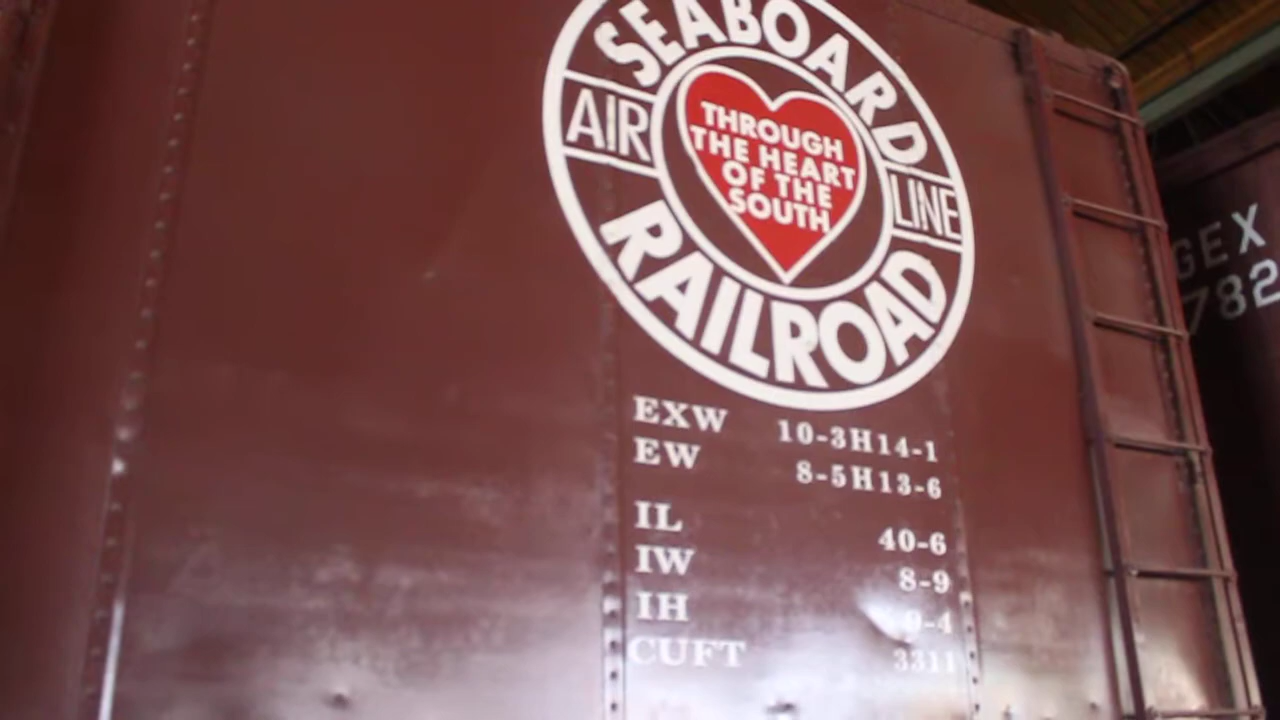 SEABOARD
AIR LINE
RAILROAD
THROUGH
THE HEART
OF THE
SOUTH
EXW 10-3H14-1
EW 8-5H13-6
IL 40-6
IW 8-9
IH 9-4
CUFT 3311
GEX
782